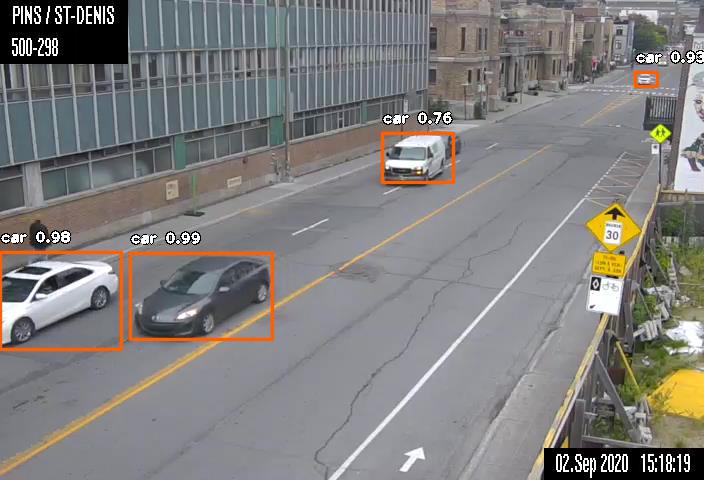 PINS / ST-DENIS
500-298
car 0.93
car 0.76
car 0.98
car 0.99
30
02.Sep 2020 15:18:19